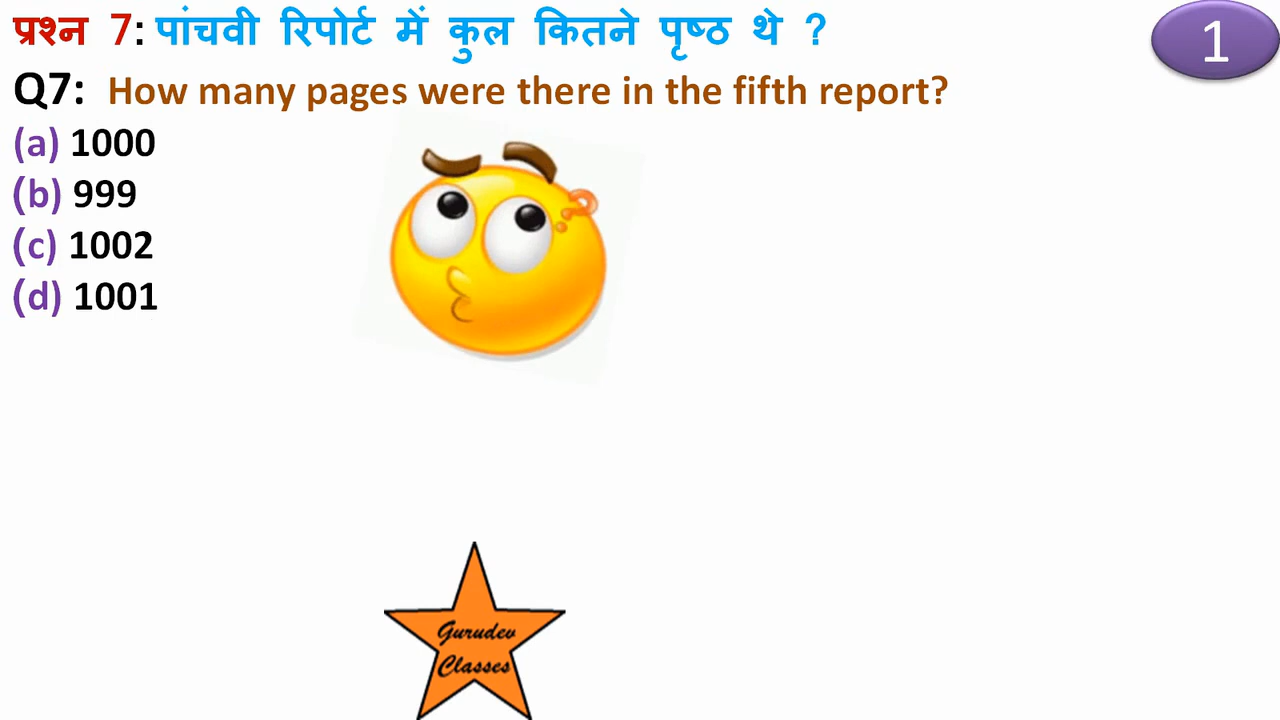 प्रश्न 7: पांचवी रिपोर्ट में कुल कितने पृष्ठ थे ?
1
Q7: How many pages were there in the fifth report?
(a) 1000
(b) 999
(c) 1002
(d) 1001
Gurudev
Classes